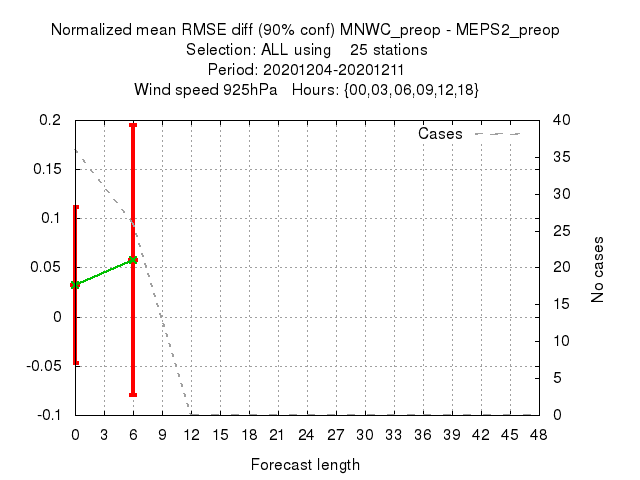 Normalized mean RMSE diff (90% conf) MNWC_preop - MEPS2_preop
Selection: ALL using    25 stations
Period: 20201204-20201211
Wind speed 925hPa   Hours: {00,03,06,09,12,18}
Cases
0.2
0.15
0.1
0.05
0
-0.05
-0.1
40
35
30
25
20
15
10
5
0
No cases
0 3 6 9 12 15 18 21 24 27 30 33 36 39 42 45 48
Forecast length